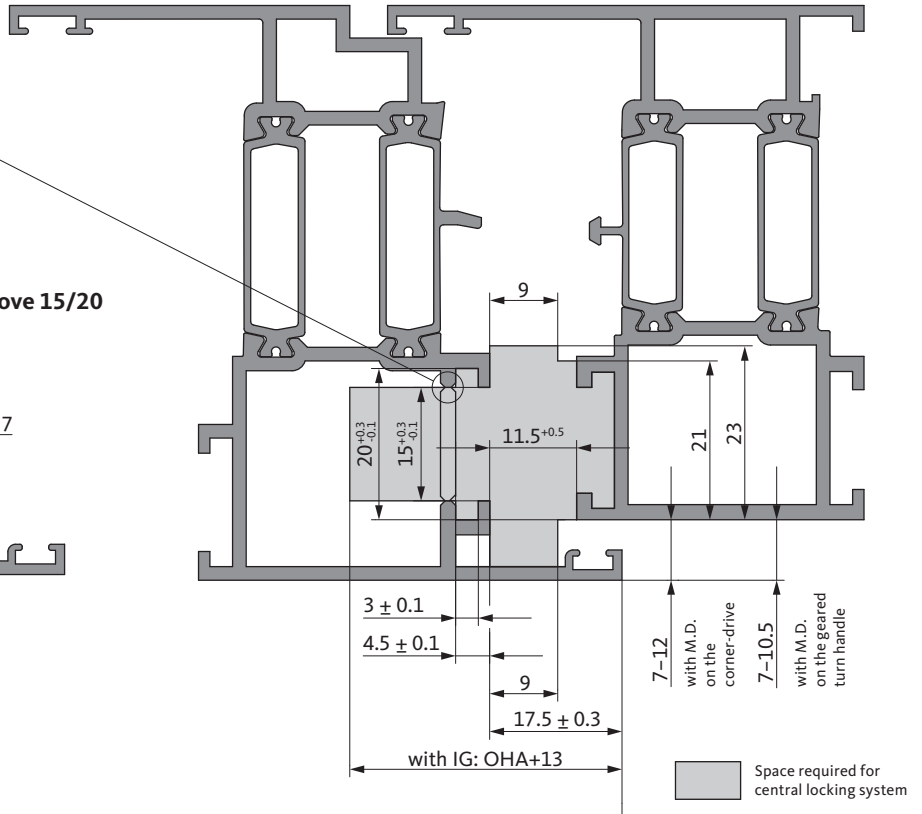 9
ove 15/20
7
20 +0.3 -0.1
15 +0.3 -0.1
11.5+0.5
21
23
3 ± 0.1
4.5 ± 0.1
9
17.5 ± 0.3
with IG: OHA+13
7–12
with M.D.
on the
corner-drive
7–10.5
with M.D.
on the geared
turn handle
Space required for
central locking system